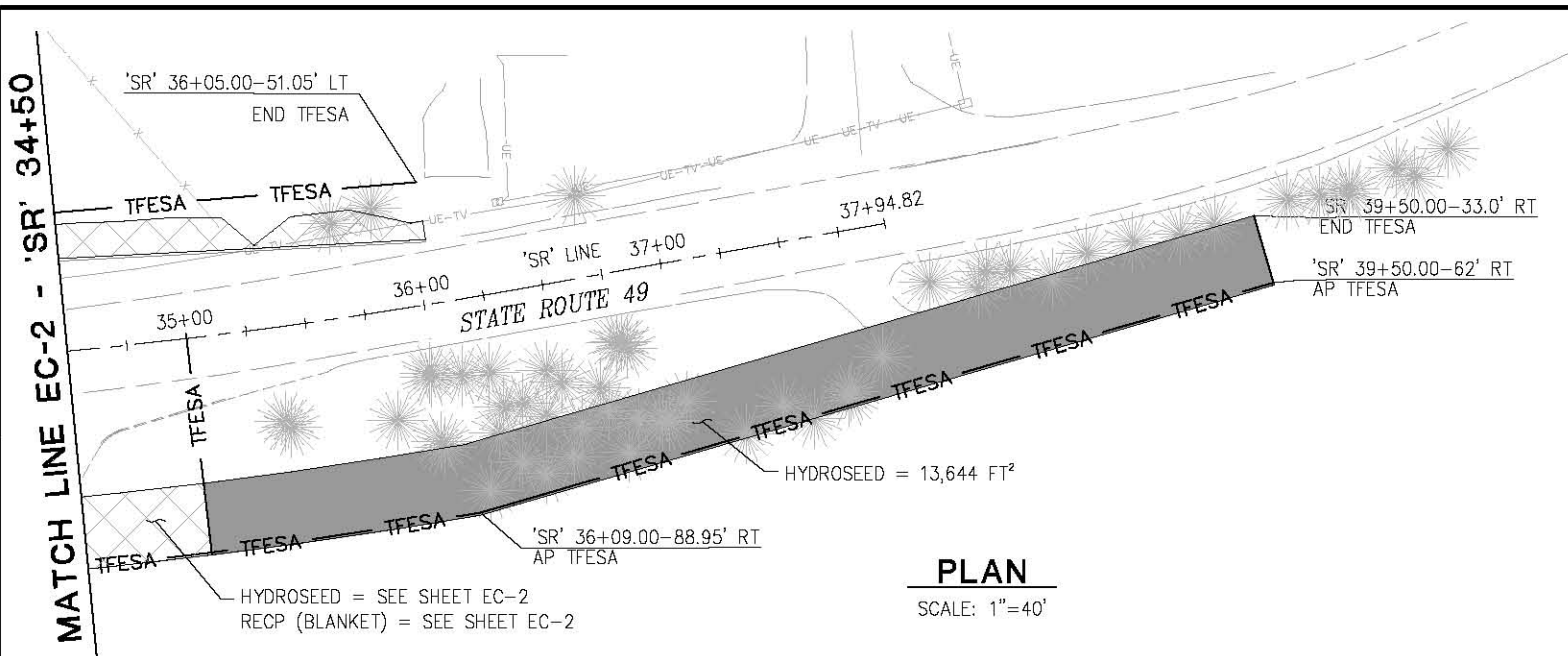 MATCH LINE EC-2 - 'SR' 34+50
'SR' 36+05.00-51.05' LT
END TFESA
TFESA
TFESA
UE
UE-TV
UE-TV-UE
UE
UE-TV
UE
UE
UE
TV
UE
37+94.82
37+00
'SR' LINE
36+00
35+00
STATE ROUTE 49
'SR' 39+50.00-33.0' RT
END TFESA
'SR' 39+50.00-62' RT
AP TFESA
TFESA
TFESA
TFESA
TFESA
TFESA
TFESA
TFESA
TFESA
TFESA
HYDROSEED = 13,644 FT²
'SR' 36+09.00-88.95' RT
AP TFESA
HYDROSEED = SEE SHEET EC-2
RECP (BLANKET) = SEE SHEET EC-2
PLAN
SCALE: 1"=40'